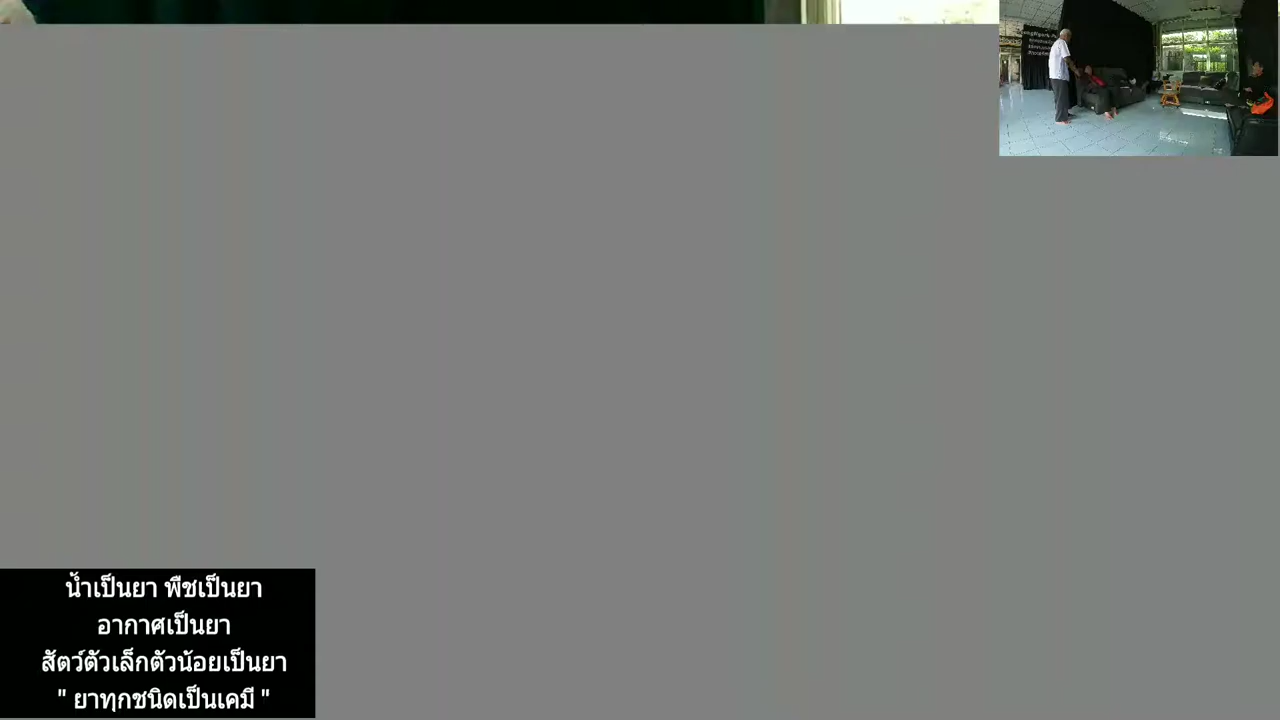 น้ำเป็นยา พืชเป็นยา
อากาศเป็นยา
สัตว์ตัวเล็กตัวน้อยเป็นยา
" ยาทุกชนิดเป็นเคมี "